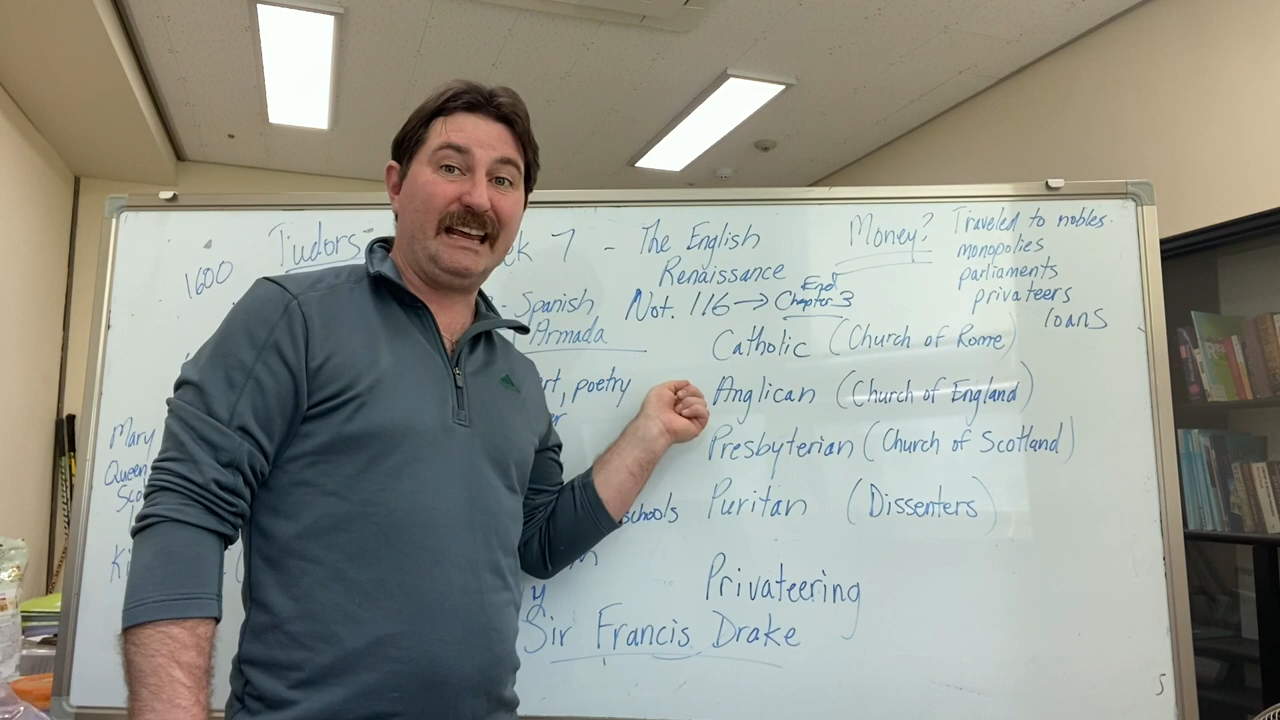 Tudors
Week 7 - The English
Renaissance
1600
Spanish
Armada
Not. 116 → End
Chapter 3
Money?
Traveled to nobles.
monopolies
parliaments
privateers
loans
Catholic (Church of Rome)
poetry
Anglican (Church of England)
Presbyterian (Church of Scotland)
Mary
Queen
schools
Puritan (Dissenters)
Privateering
Sir Francis Drake